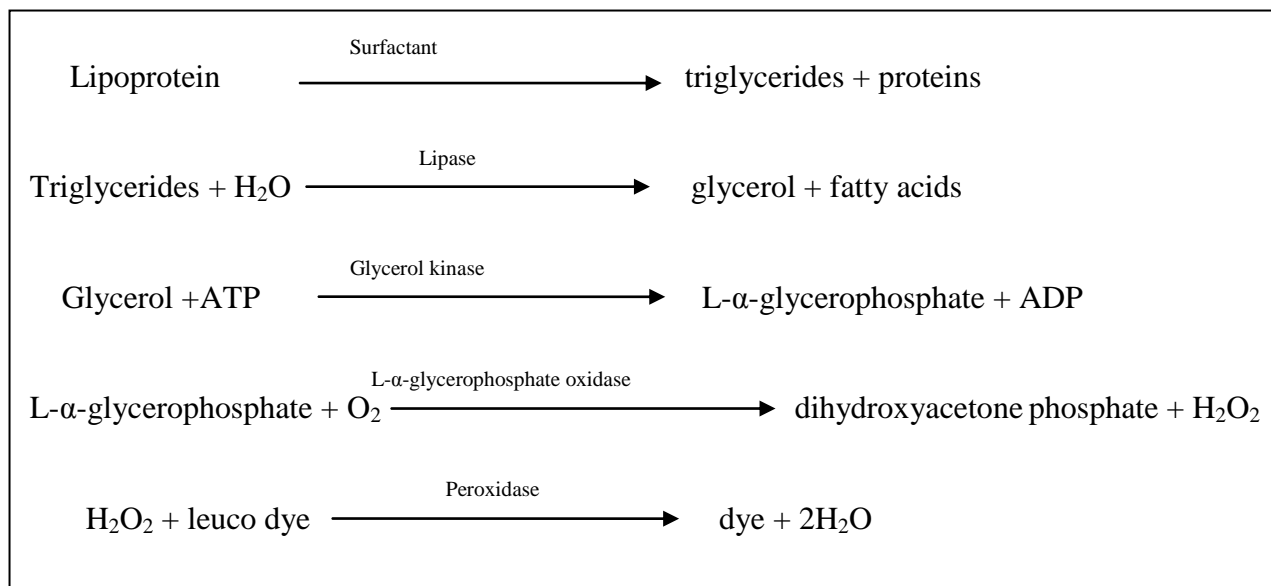 Surfactant
Lipoprotein triglycerides + proteins
Lipase
Triglycerides + H₂O glycerol + fatty acids
Glycerol kinase
Glycerol +ATP L-α-glycerophosphate + ADP
L-α-glycerophosphate oxidase
L-α-glycerophosphate + O₂ dihydroxyacetone phosphate + H₂O₂
Peroxidase
H₂O₂ + leuco dye dye + 2H₂O